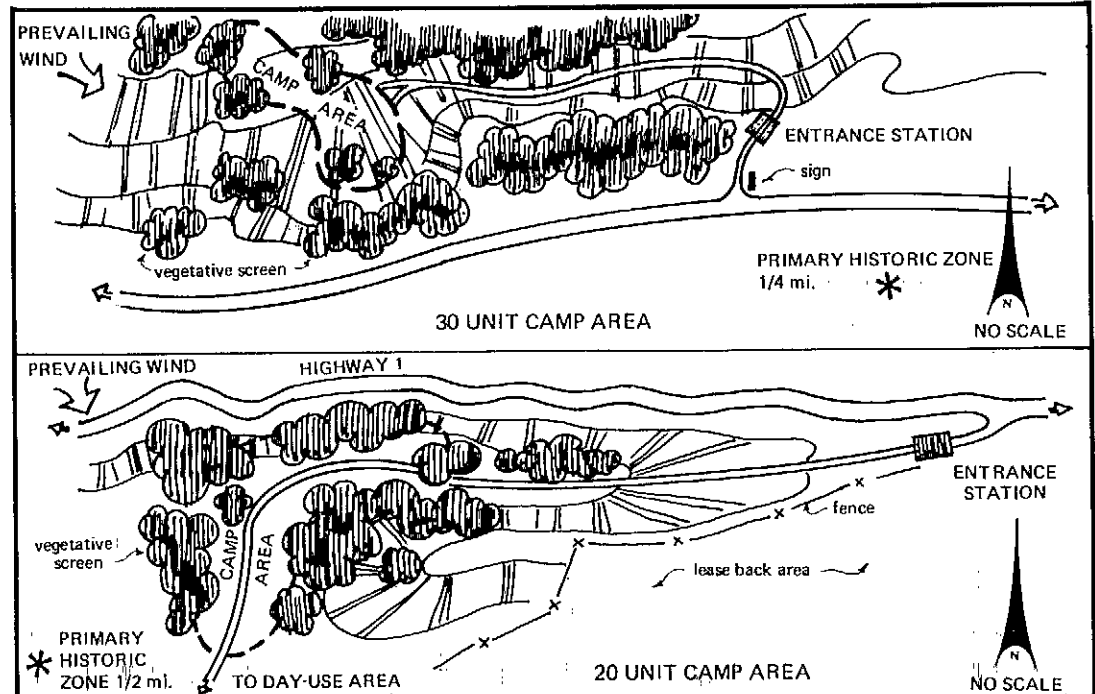 PREVAILING
WIND
CAMP
AREA
ENTRANCE STATION
sign
vegetative screen
PRIMARY HISTORIC ZONE
1/4 mi.
30 UNIT CAMP AREA
N
NO SCALE
PREVAILING WIND
HIGHWAY 1
ENTRANCE
STATION
fence
vegetative
screen
CAMP
AREA
lease back area
PRIMARY
HISTORIC
ZONE 1/2 mi.
TO DAY-USE AREA
20 UNIT CAMP AREA
N
NO SCALE